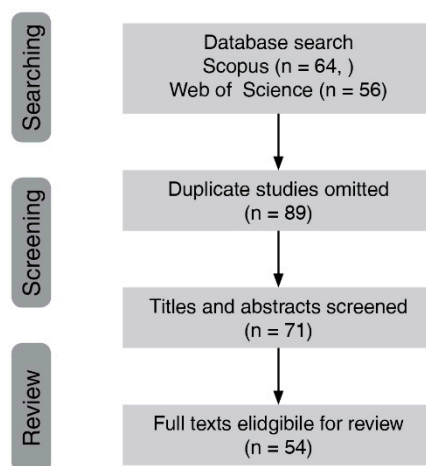 Searching
Database search
Scopus (n = 64, )
Web of Science (n = 56)
Screening
Duplicate studies omitted
(n = 89)
Titles and abstracts screened
(n = 71)
Review
Full texts elidgibile for review
(n = 54)